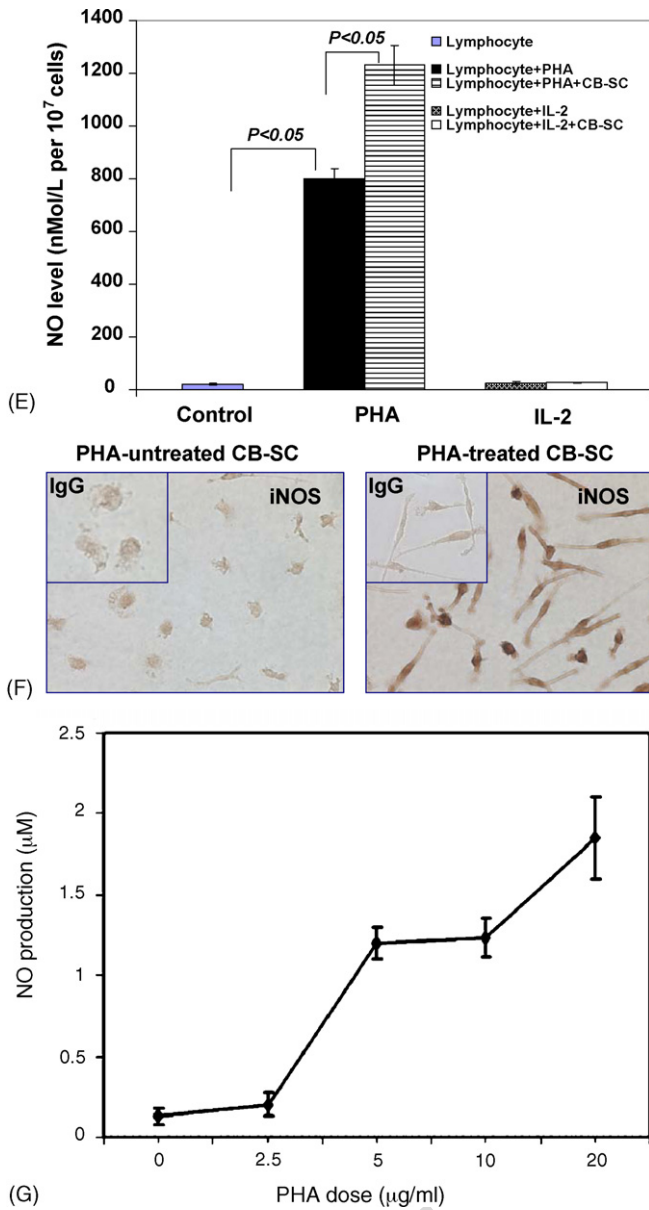 1400
1200
1000
800
600
400
200
0
NO level (nMol/L per 10⁷ cells)
P<0.05
P<0.05
Lymphocyte
Lymphocyte+PHA
Lymphocyte+PHA+CB-SC
Lymphocyte+IL-2
Lymphocyte+IL-2+CB-SC
(E)
Control PHA IL-2
PHA-untreated CB-SC PHA-treated CB-SC
IgG iNOS IgG iNOS
(F)
2.5
2
1.5
1
0.5
0
NO production (μM)
0 2.5 5 10 20
(G)
PHA dose (μg/ml)